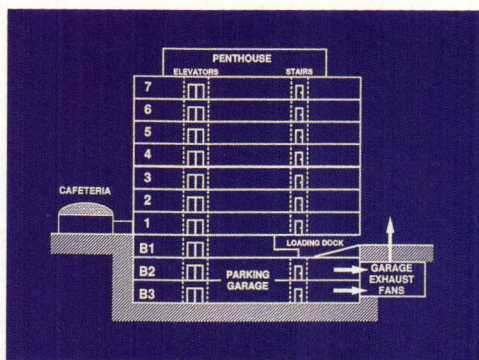 PENTHOUSE
ELEVATORS STAIRS
7
6
5
4
3
CAFETERIA
2
1
B1 LOADING DOCK
B2 PARKING GARAGE
GARAGE EXHAUST
B3 FANS